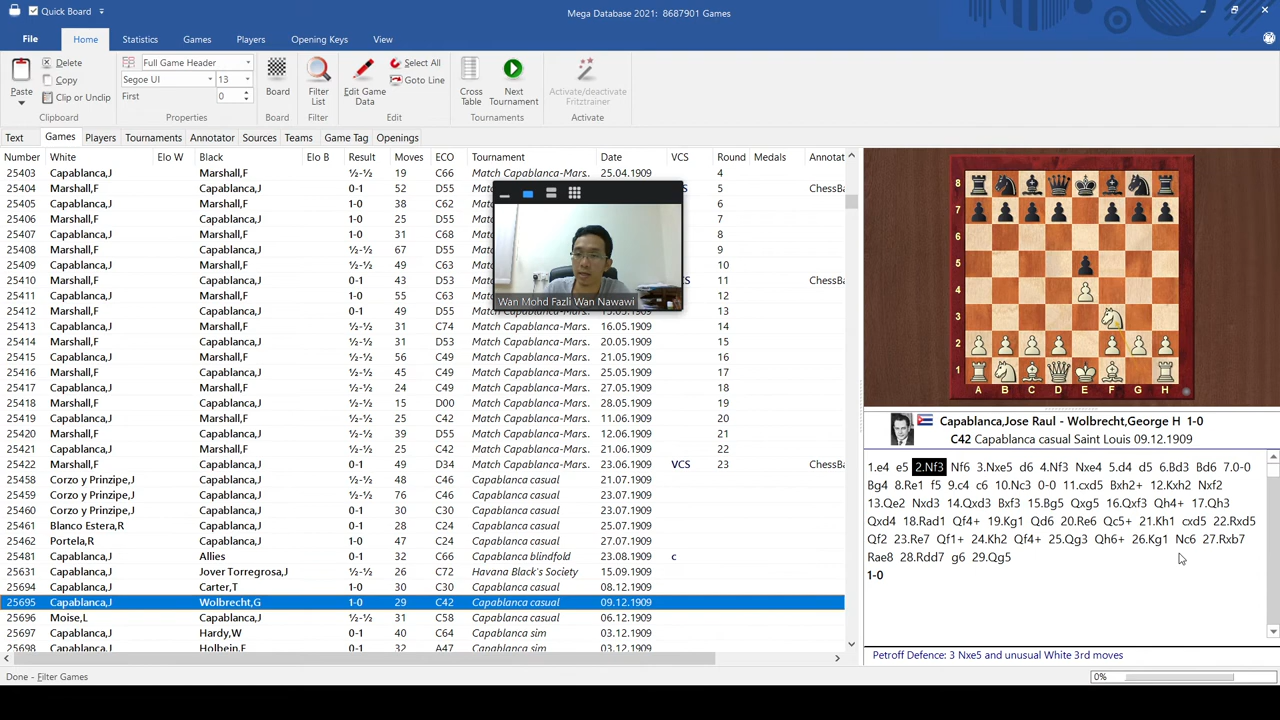 Quick Board
Mega Database 2021: 8687901 Games
File Home Statistics Games Players Opening Keys View
Paste Delete Copy Clip or Unclip Clipboard
Full Game Header Segoe UI 13 First 0 Properties
Board Board
Filter List Filter
Edit Game Data Select All Goto Line Edit
Cross Table Next Tournament Tournaments
Activate/deactivate Fritztrainer Activate
Text Games Players Tournaments Annotator Sources Teams Game Tag Openings
Number White Elo W Black Elo B Result Moves ECO Tournament Date VCS Round Medals Annotat
25403 Capablanca,J Marshall,F ½-½ 19 C66 Match Capablanca-Mars.. 25.04.1909 4
25404 Marshall,F Capablanca,J 0-1 52 D55 5 ChessBa
25405 Capablanca,J Marshall,F 1-0 38 C62 6
25406 Marshall,F Capablanca,J 1-0 25 D55 7
25407 Capablanca,J Marshall,F 1-0 31 C68 8
25408 Marshall,F Capablanca,J ½-½ 67 D55 9
25409 Capablanca,J Marshall,F ½-½ 49 C63 10
25410 Marshall,F Capablanca,J 0-1 43 D53 11 ChessBa
25411 Capablanca,J Marshall,F 1-0 55 C63 12
25412 Marshall,F Capablanca,J ½-½ 49 D55 13
25413 Capablanca,J Marshall,F ½-½ 31 C74 Match Capablanca-Mars.. 16.05.1909 14
25414 Marshall,F Capablanca,J ½-½ 22 D53 Match Capablanca-Mars.. 20.05.1909 15
25415 Capablanca,J Marshall,F ½-½ 56 C49 Match Capablanca-Mars.. 21.05.1909 16
25416 Marshall,F Capablanca,J ½-½ 45 C49 Match Capablanca-Mars.. 25.05.1909 17
25417 Capablanca,J Marshall,F ½-½ 24 C49 Match Capablanca-Mars.. 27.05.1909 18
25418 Marshall,F Capablanca,J ½-½ 15 D00 Match Capablanca-Mars.. 28.05.1909 19
25419 Capablanca,J Marshall,F ½-½ 25 C42 Match Capablanca-Mars.. 11.06.1909 20
25420 Marshall,F Capablanca,J ½-½ 39 D55 Match Capablanca-Mars.. 12.06.1909 21
25421 Capablanca,J Marshall,F ½-½ 21 C42 Match Capablanca-Mars.. 14.06.1909 22
25422 Marshall,F Capablanca,J 0-1 49 D34 Match Capablanca-Mars.. 23.06.1909 VCS 23 ChessBa
25458 Corzo y Prinzipe,J Capablanca,J ½-½ 48 C46 Capablanca casual 21.07.1909
25459 Corzo y Prinzipe,J Capablanca,J ½-½ 76 C46 Capablanca casual 23.07.1909
25460 Corzo y Prinzipe,J Capablanca,J 0-1 30 C30 Capablanca casual 23.07.1909
25461 Blanco Estera,R Capablanca,J 0-1 28 C44 Capablanca casual 25.07.1909
25462 Portela,R Capablanca,J 0-1 27 C40 Capablanca casual 27.07.1909
25481 Capablanca,J Allies 0-1 32 C66 Capablanca blindfold 23.08.1909 c
25631 Capablanca,J Jover Torregrosa,J ½-½ 26 C72 Havana Black's Society 15.09.1909
25694 Capablanca,J Carter,T 1-0 30 C30 Capablanca casual 08.12.1909
25695 Capablanca,J Wolbrecht,G 1-0 29 C42 Capablanca casual 09.12.1909
25696 Moise,L Capablanca,J ½-½ 31 C58 Capablanca casual 06.12.1909
25697 Capablanca,J Hardy,W 0-1 40 C64 Capablanca sim 03.12.1909
25698 Capablanca,J Holbein,F 0-1 32 A47 Capablanca sim 03.12.1909
Wan Mohd Fazli Wan Nawawi
8
7
6
5
4
3
2
1
A B C D E F G H
Capablanca,Jose Raul - Wolbrecht,George H 1-0
C42 Capablanca casual Saint Louis 09.12.1909
1.e4 e5 2.Nf3 Nf6 3.Nxe5 d6 4.Nf3 Nxe4 5.d4 d5 6.Bd3 Bd6 7.0-0
Bg4 8.Re1 f5 9.c4 c6 10.Nc3 0-0 11.cxd5 Bxh2+ 12.Kxh2 Nxf2
13.Qe2 Nxd3 14.Qxd3 Bxf3 15.Bg5 Qxg5 16.Qxf3 Qh4+ 17.Qh3
Qxd4 18.Rad1 Qf4+ 19.Kg1 Qd6 20.Re6 Qc5+ 21.Kh1 cxd5 22.Rxd5
Qf2 23.Re7 Qf1+ 24.Kh2 Qf4+ 25.Qg3 Qh6+ 26.Kg1 Nc6 27.Rxb7
Rae8 28.Rdd7 g6 29.Qg5
1-0
Petroff Defence: 3 Nxe5 and unusual White 3rd moves
Done - Filter Games
0%